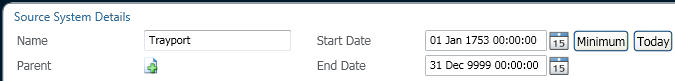 Source System Details
Name Trayport Start Date 01 Jan 1753 00:00:00 15 Minimum Today
Parent End Date 31 Dec 9999 00:00:00 15